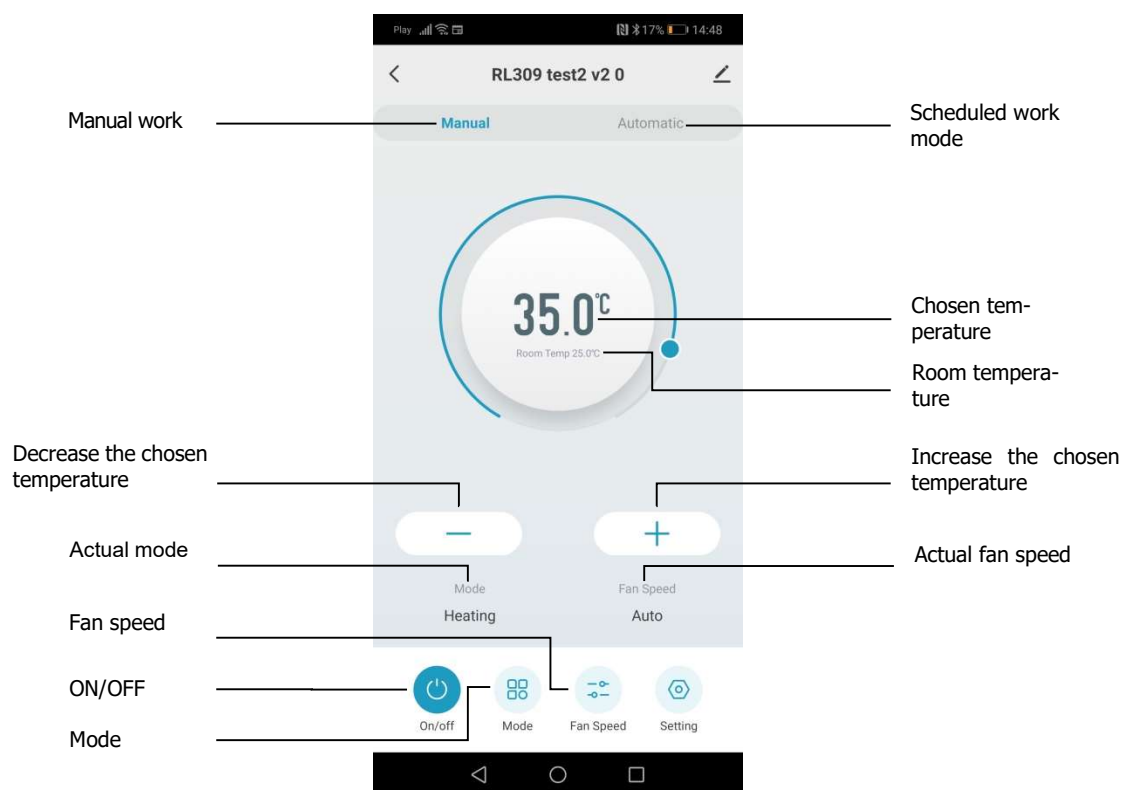 Play 17% 14:48
RL309 test2 v2 0
Manual work
Manual
Automatic
Scheduled work
mode
35.0°C
Room Temp 25.0°C
Chosen tem-
perature
Room tempera-
ture
Decrease the chosen
temperature
Increase the chosen
temperature
Actual mode
Actual fan speed
Mode
Fan Speed
Heating
Auto
Fan speed
ON/OFF
Mode
On/off
Mode
Fan Speed
Setting